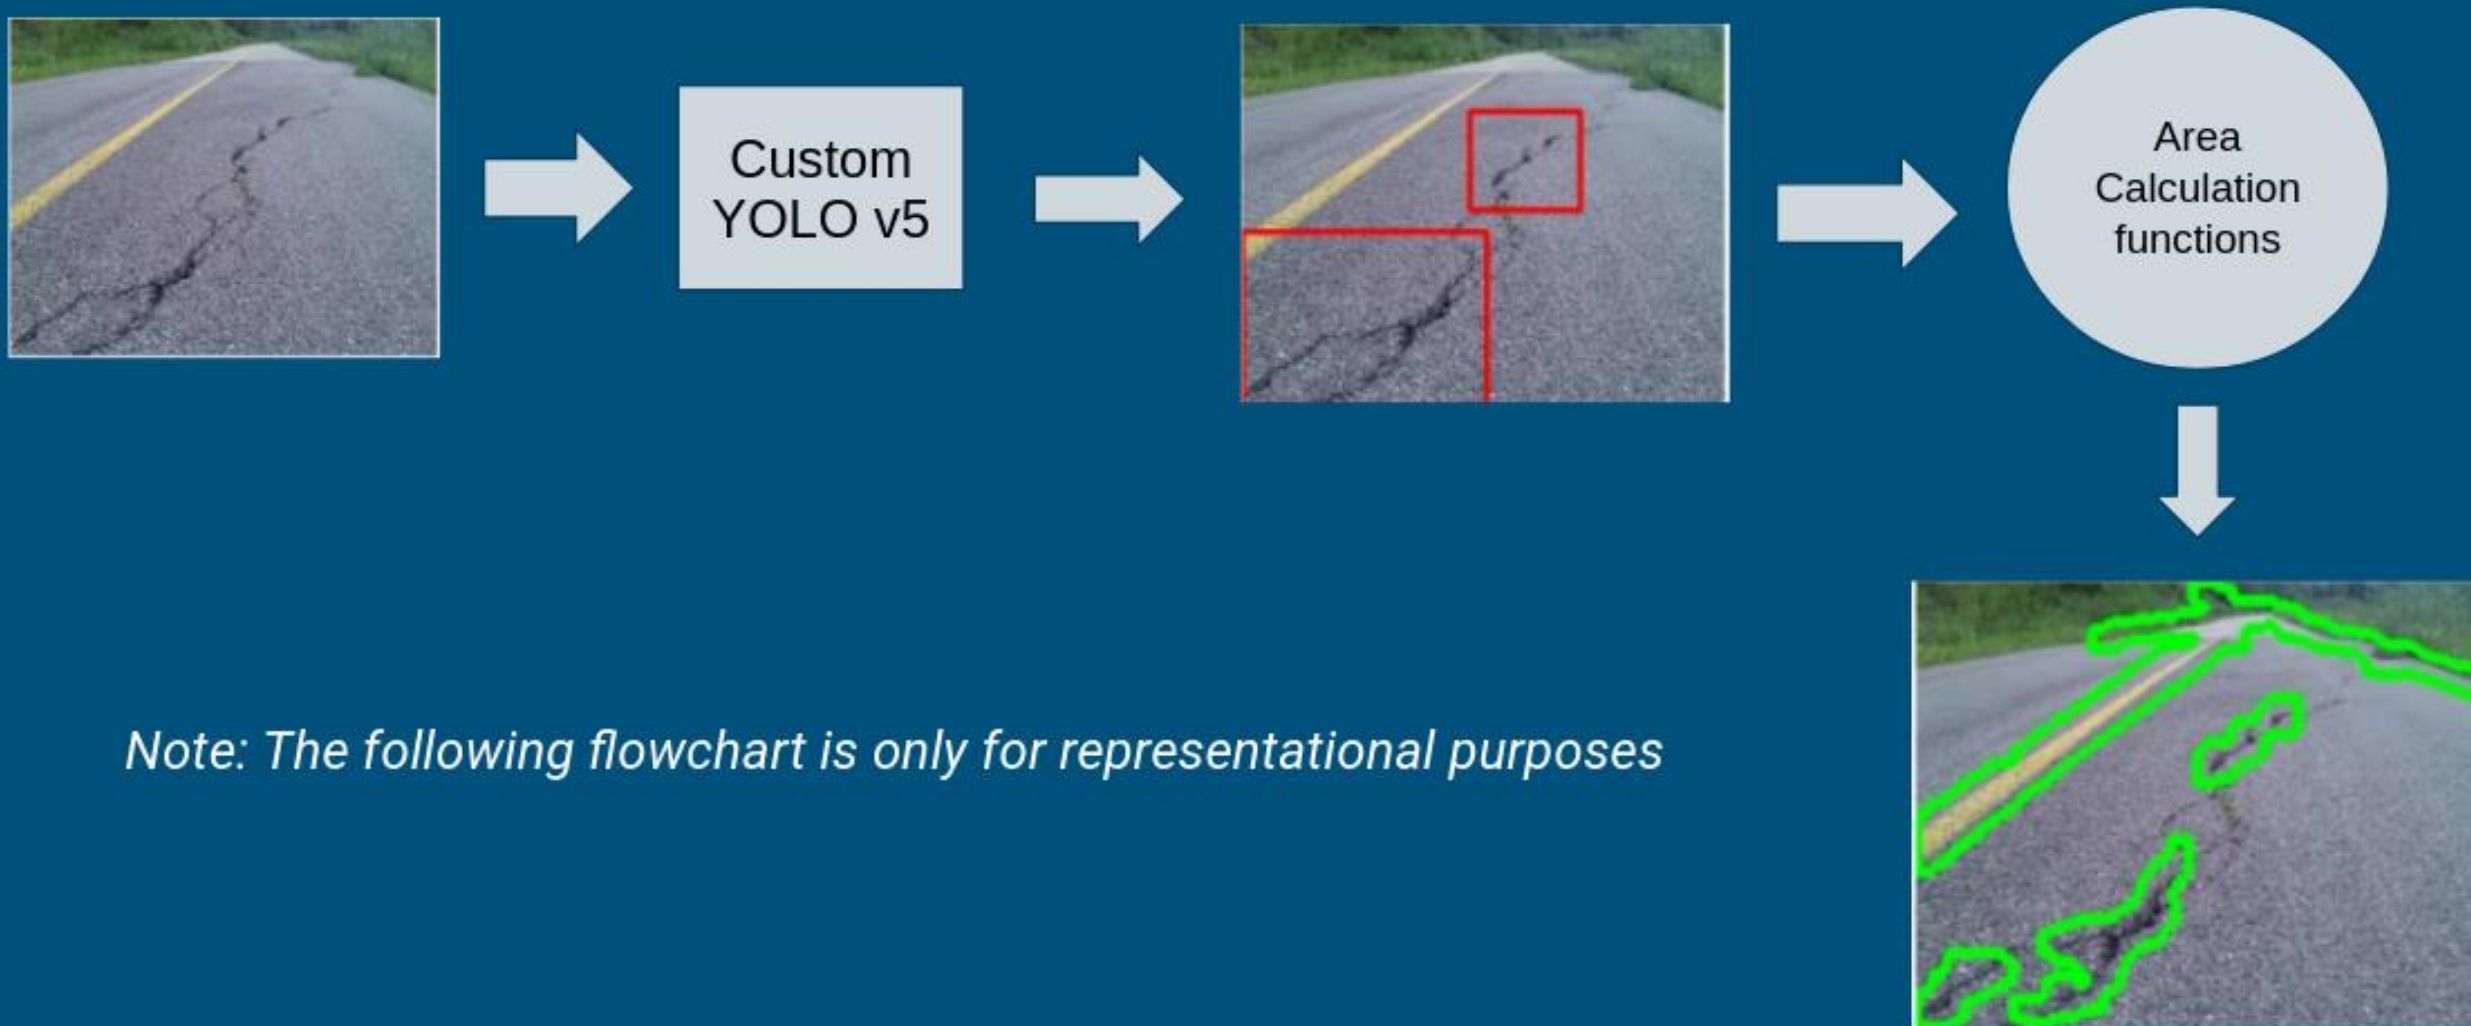 Custom
YOLO v5
Area
Calculation
functions
Note: The following flowchart is only for representational purposes